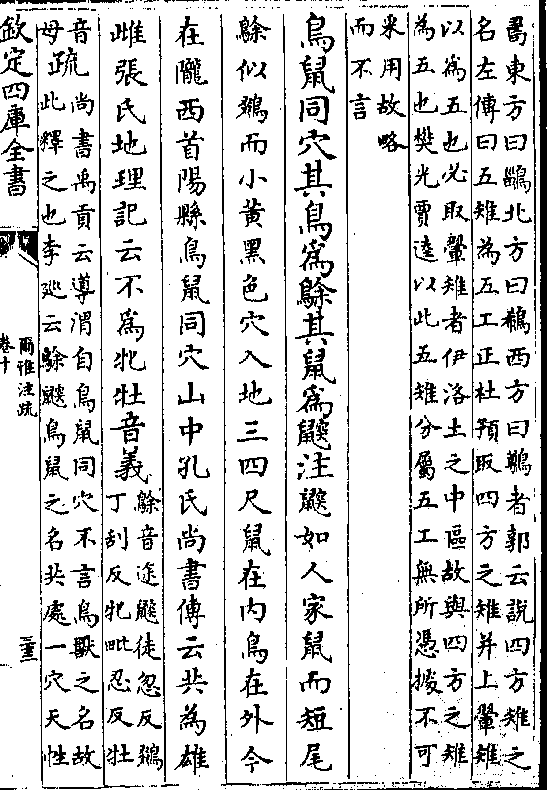 𠷎東方曰鶅北方曰鵗西方曰鷷者郭云說四方雉之
名左傳曰五雉為五工正杜預取四方之雉并上翬雉
以為五也必取翬雉者伊洛土之中區故與四方之雉
為五也樊光賈逵以此五雉分屬五工無所憑據不可
采用故略
而不言
鳥鼠同穴其鳥為鵌其鼠為鼵注鼵如人家鼠而短尾
鵌似鵽而小黃黑色穴入地三四尺鼠在內鳥在外今
在隴西首陽縣鳥鼠同穴山中孔氏尚書傳云共為雄
雌張氏地理記云不為牝牡音義
鵌音途鼵徒忽反鵽
丁刮反牝毗忍反牡
音
母疏
尚書禹貢云導渭自鳥鼠同穴不言鳥獸之名故
此釋之也李巡云鵌鼵鳥鼠之名共處一穴天性
欽定四庫全書
爾雅注疏
卷十